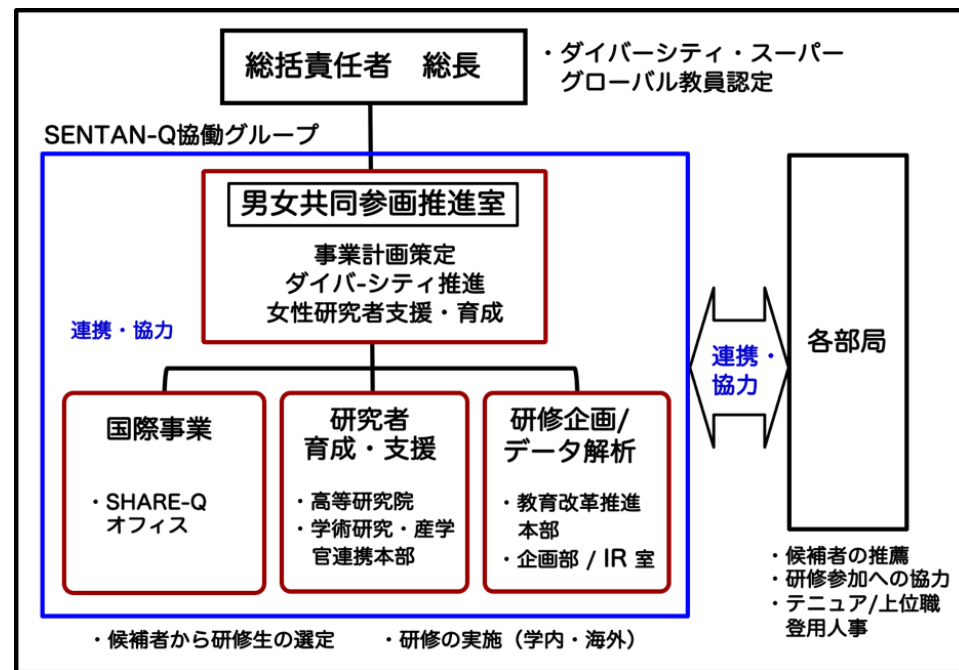 総括責任者　総長
・ダイバーシティ・スーパー
グローバル教員認定
SENTAN-Q協働グループ
男女共同参画推進室
事業計画策定
ダイバ-シティ推進
女性研究者支援・育成
連携・協力
国際事業
・SHARE-Q
オフィス
研究者
育成・支援
・高等研究院
・学術研究・産学
官連携本部
研修企画/
データ解析
・教育改革推進
本部
・企画部 / IR 室
連携・
協力
各部局
・候補者の推薦
・研修参加への協力
・テニュア/上位職
登用人事
・候補者から研修生の選定
・研修の実施（学内・海外）